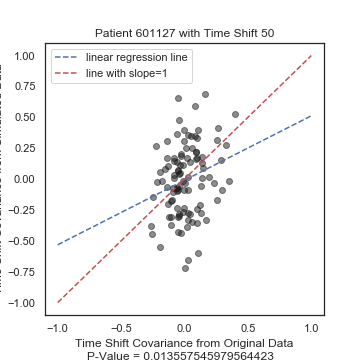 Patient 601127 with Time Shift 50
linear regression line
line with slope=1
1.00
0.75
0.50
0.25
0.00
−0.25
−0.50
−0.75
−1.00
−1.0
−0.5
0.0
0.5
1.0
Time Shift Covariance from Original Data
P-Value = 0.013557545979564423